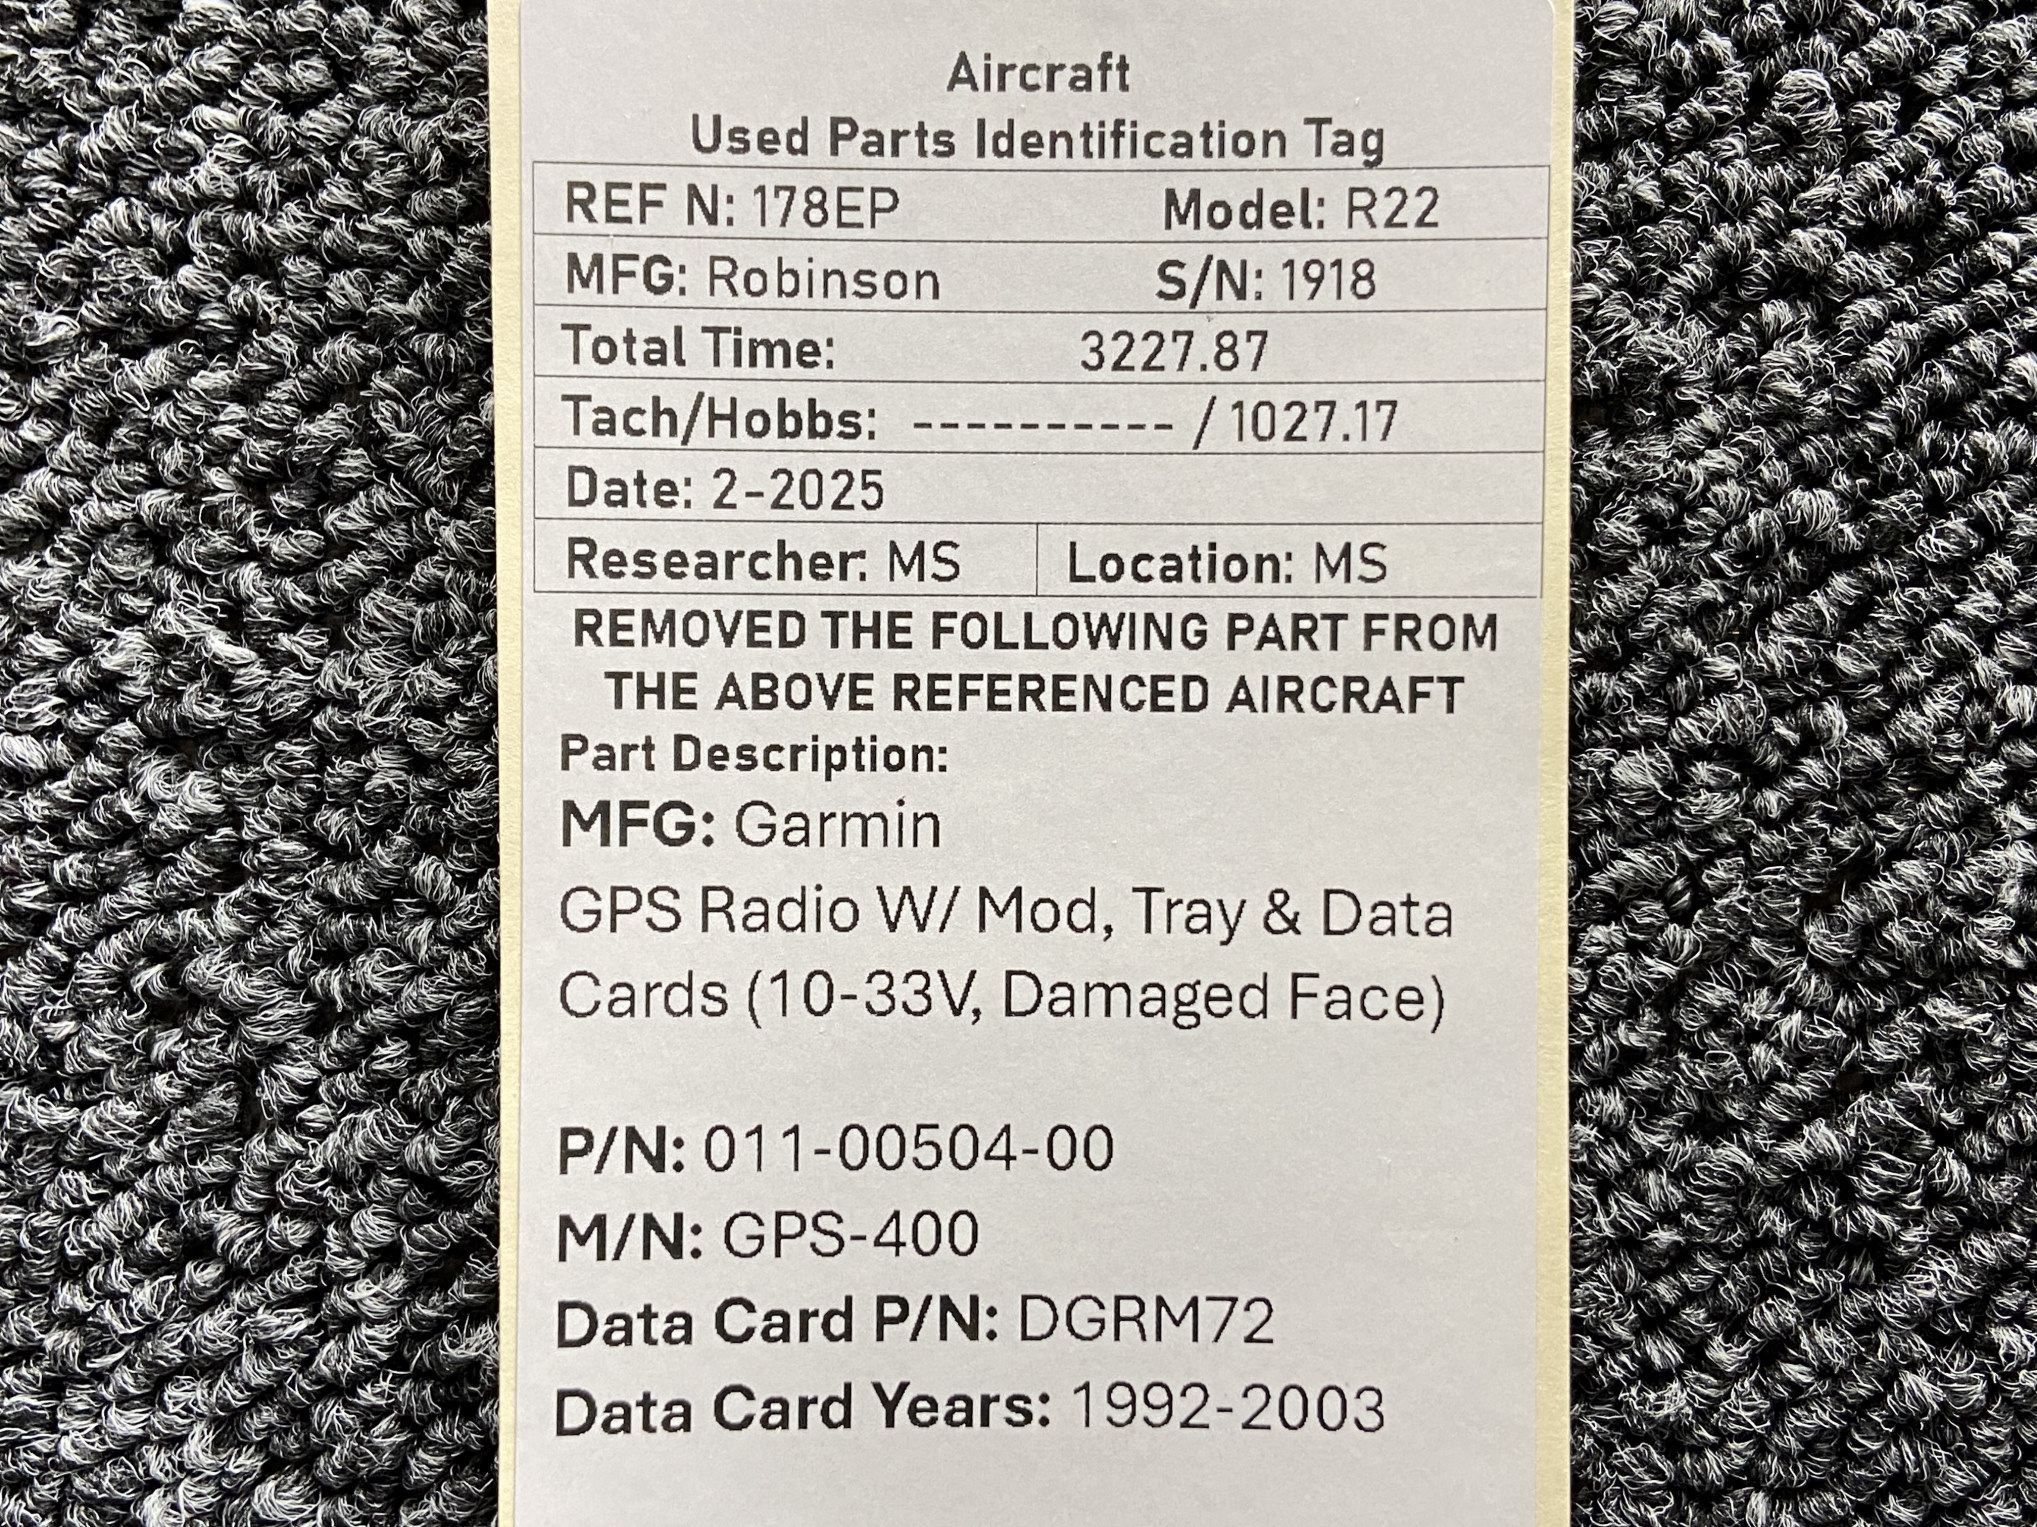 Aircraft
Used Parts Identification Tag
REF N: 178EP Model: R22
MFG: Robinson S/N: 1918
Total Time: 3227.87
Tach/Hobbs: ---------- / 1027.17
Date: 2-2025
Researcher: MS Location: MS
REMOVED THE FOLLOWING PART FROM
THE ABOVE REFERENCED AIRCRAFT
Part Description:
MFG: Garmin
GPS Radio W/ Mod, Tray & Data
Cards (10-33V, Damaged Face)
P/N: 011-00504-00
M/N: GPS-400
Data Card P/N: DGRM72
Data Card Years: 1992-2003